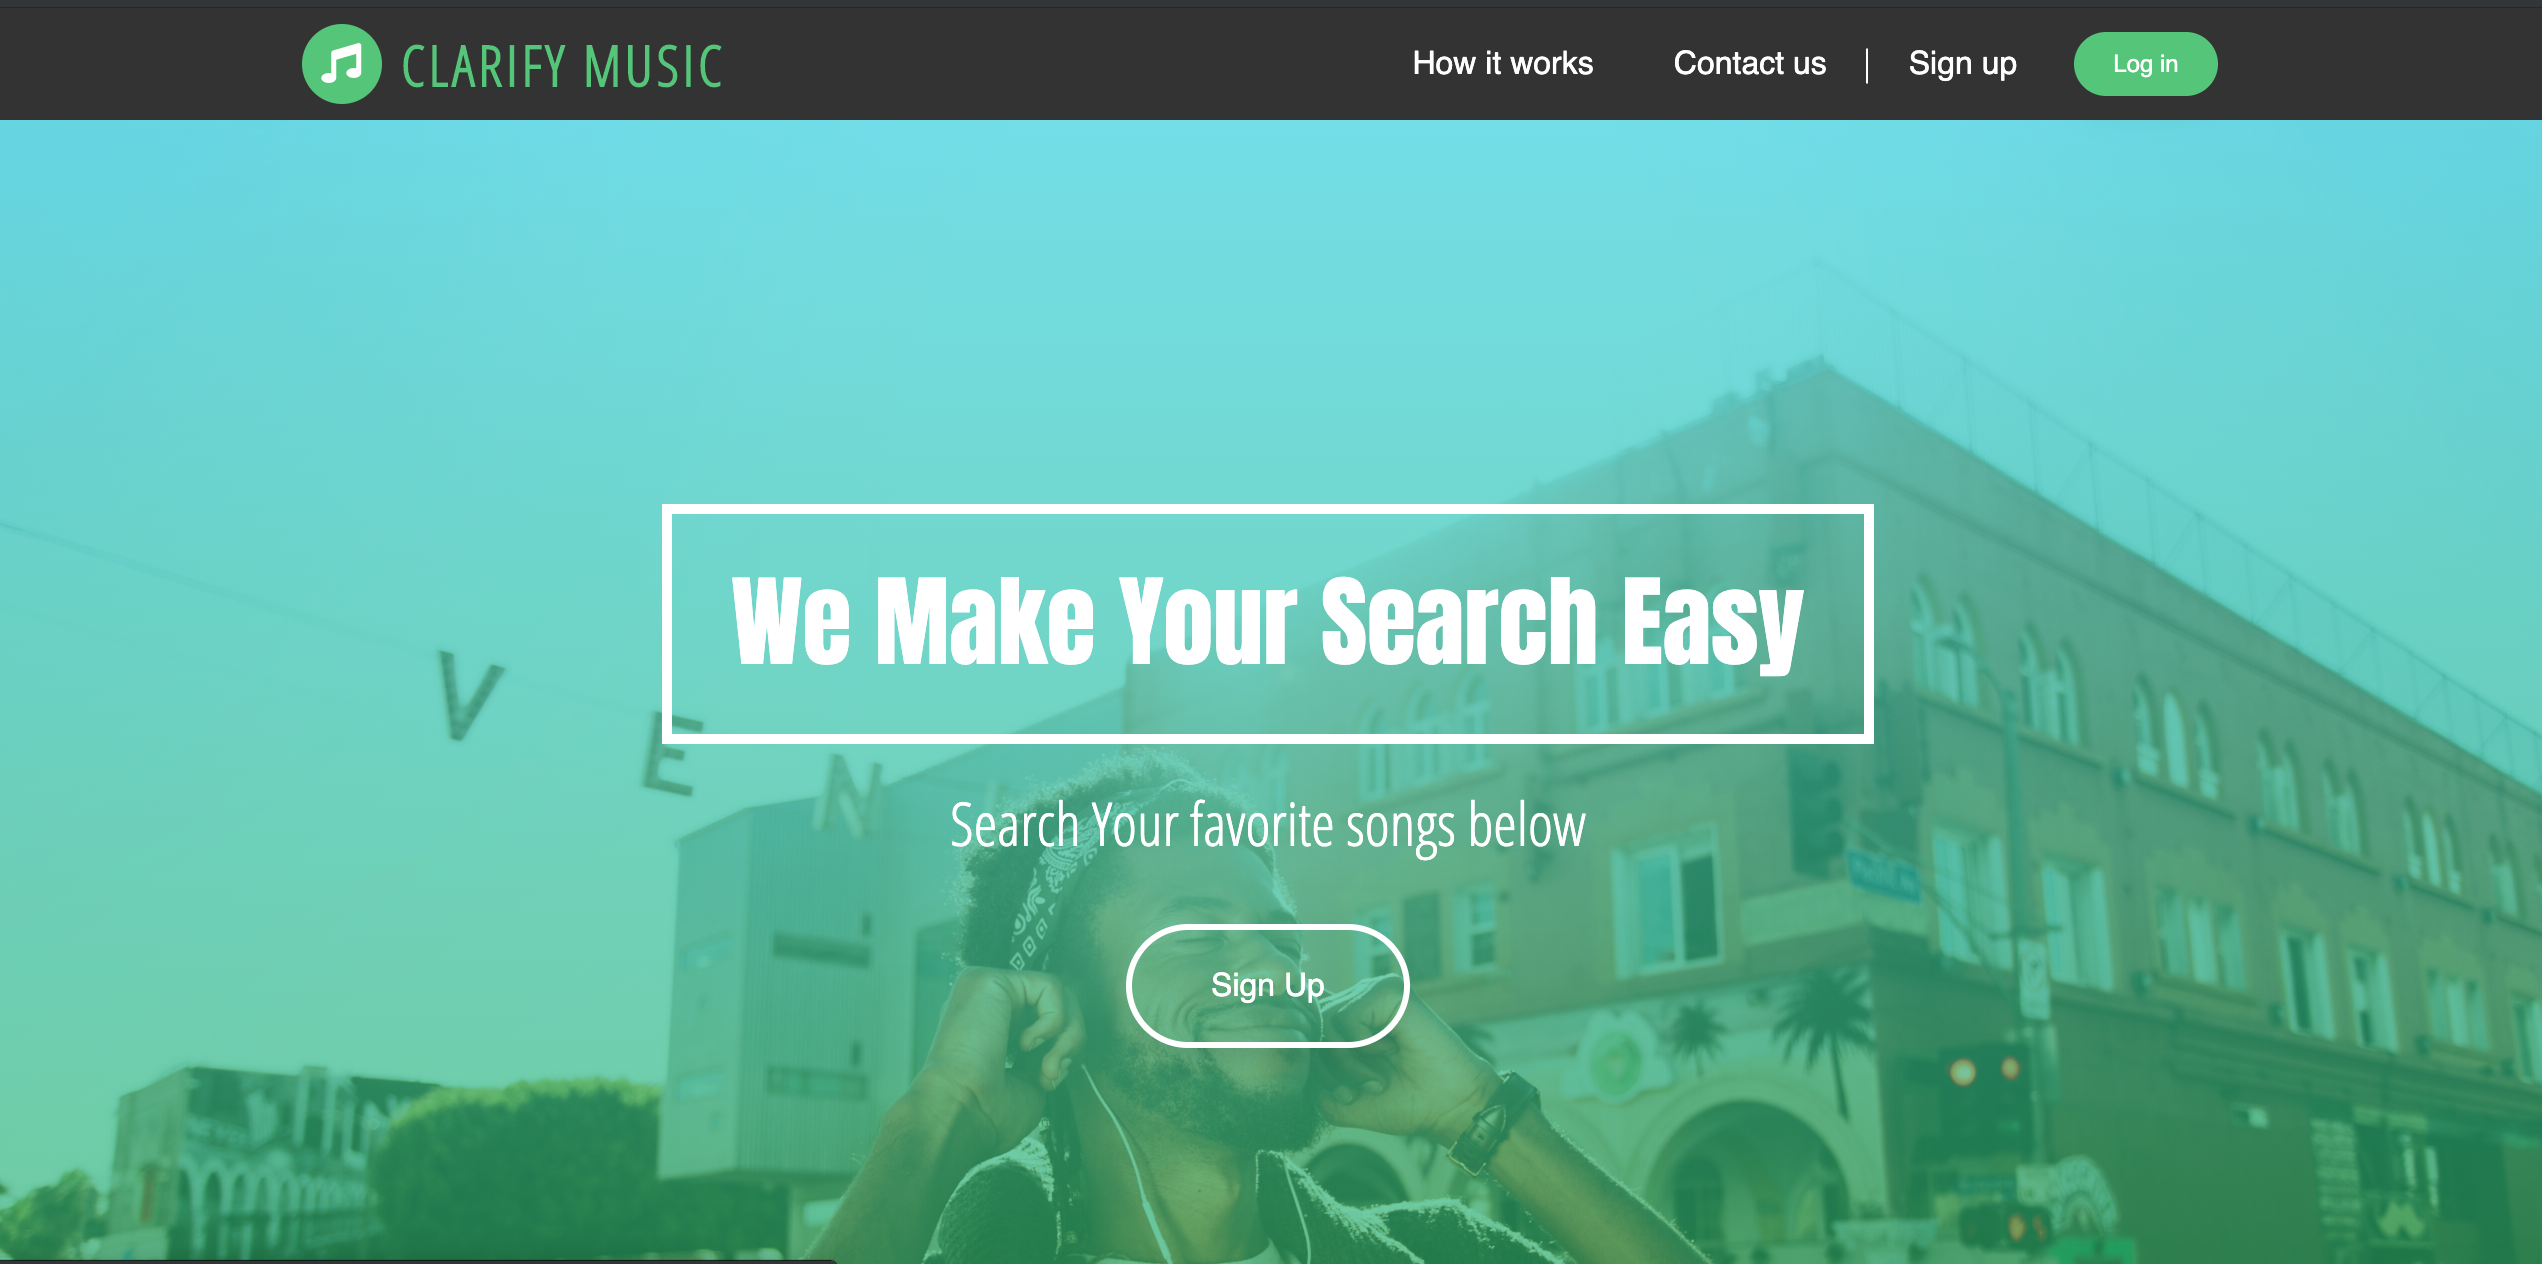 CLARIFY MUSIC
How it works
Contact us
Sign up
Log in
We Make Your Search Easy
V E N
Search Your favorite songs below
Sign Up